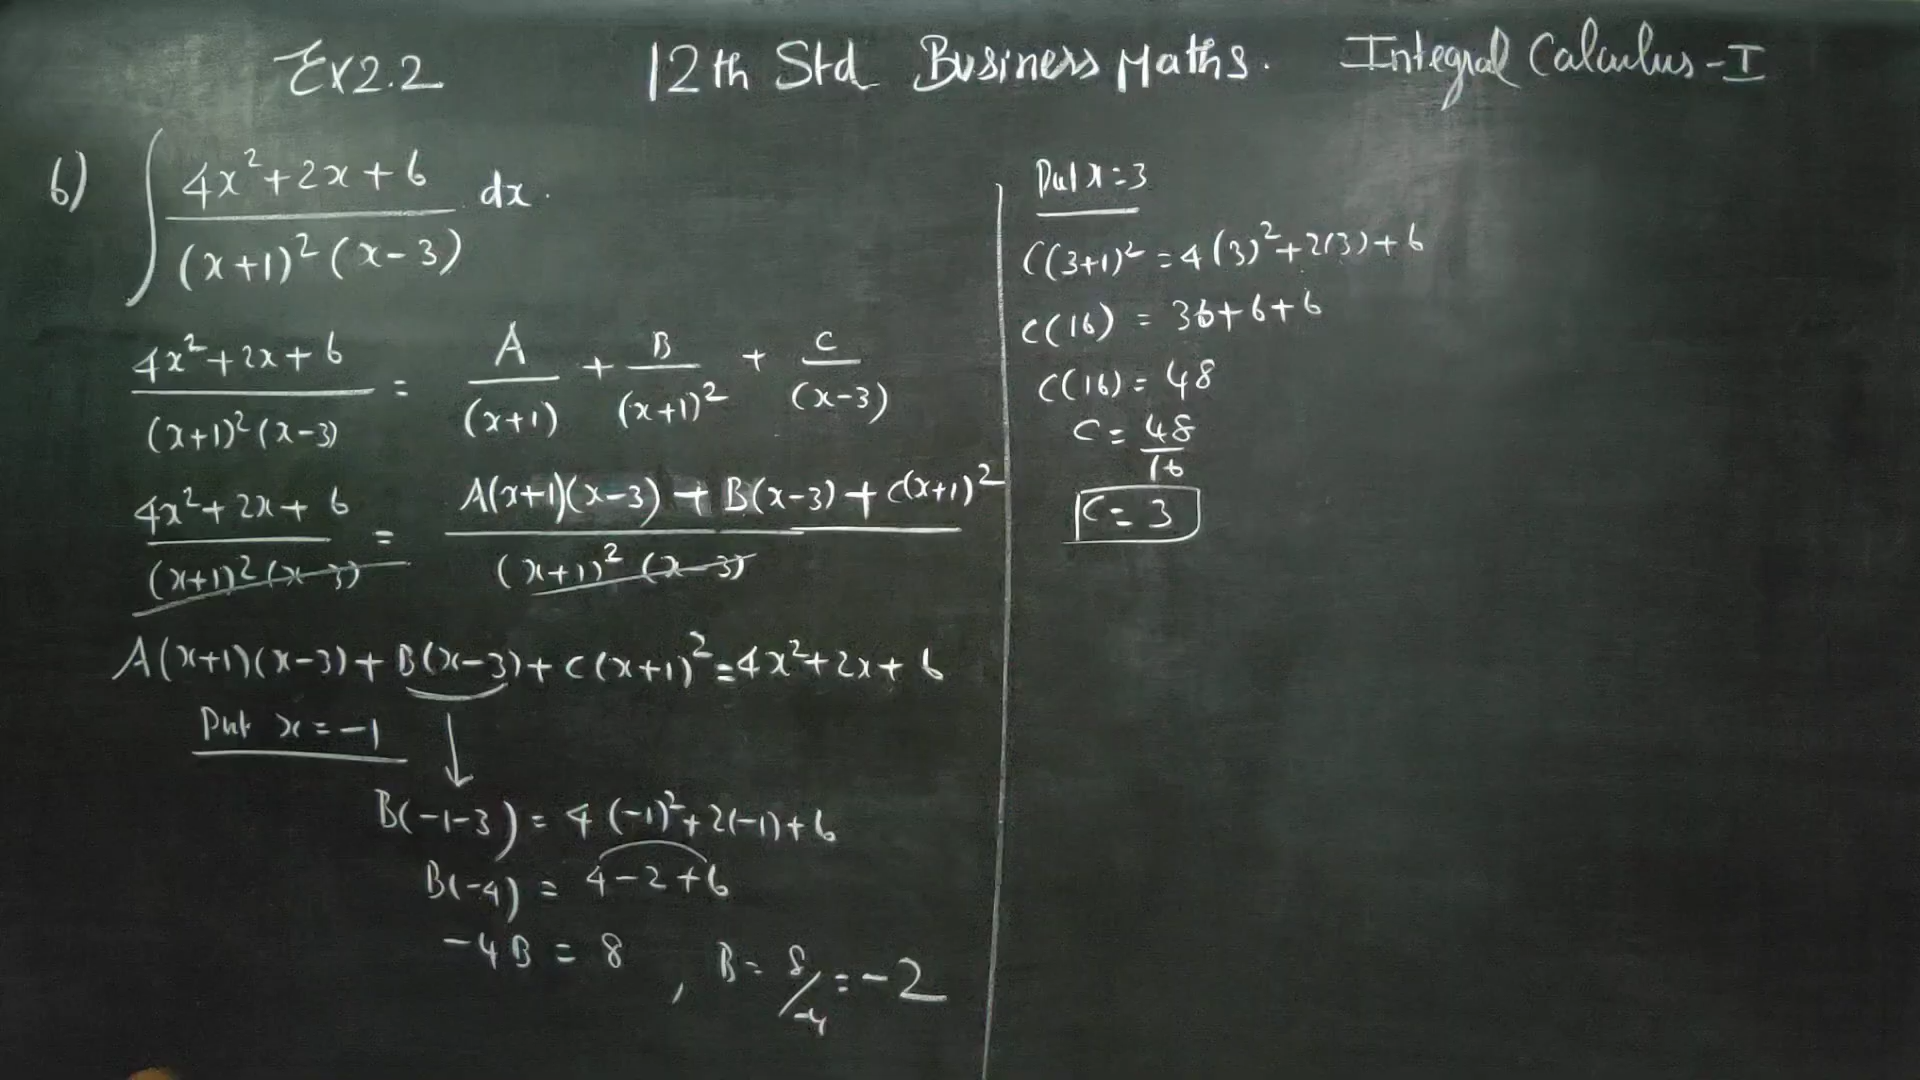 Ex2.2 12th Std Business Maths. Integral Calculus - I
6) ∫ 4x²+2x+6 / (x+1)²(x-3) dx.
4x²+2x+6 / (x+1)²(x-3) = A/(x+1) + B/(x+1)² + C/(x-3)
4x²+2x+6 / (x+1)²(x-3) = A(x+1)(x-3) + B(x-3) + C(x+1)² / (x+1)²(x-3)
A(x+1)(x-3) + B(x-3) + C(x+1)² = 4x²+2x+6
Put x = -1
↓
B(-1-3) = 4(-1)²+2(-1)+6
B(-4) = 4-2+6
-4B = 8 , B = 8/-4 = -2
Put x = 3
C(3+1)² = 4(3)²+2(3)+6
C(16) = 36+6+6
C(16) = 48
C = 48/16
C = 3